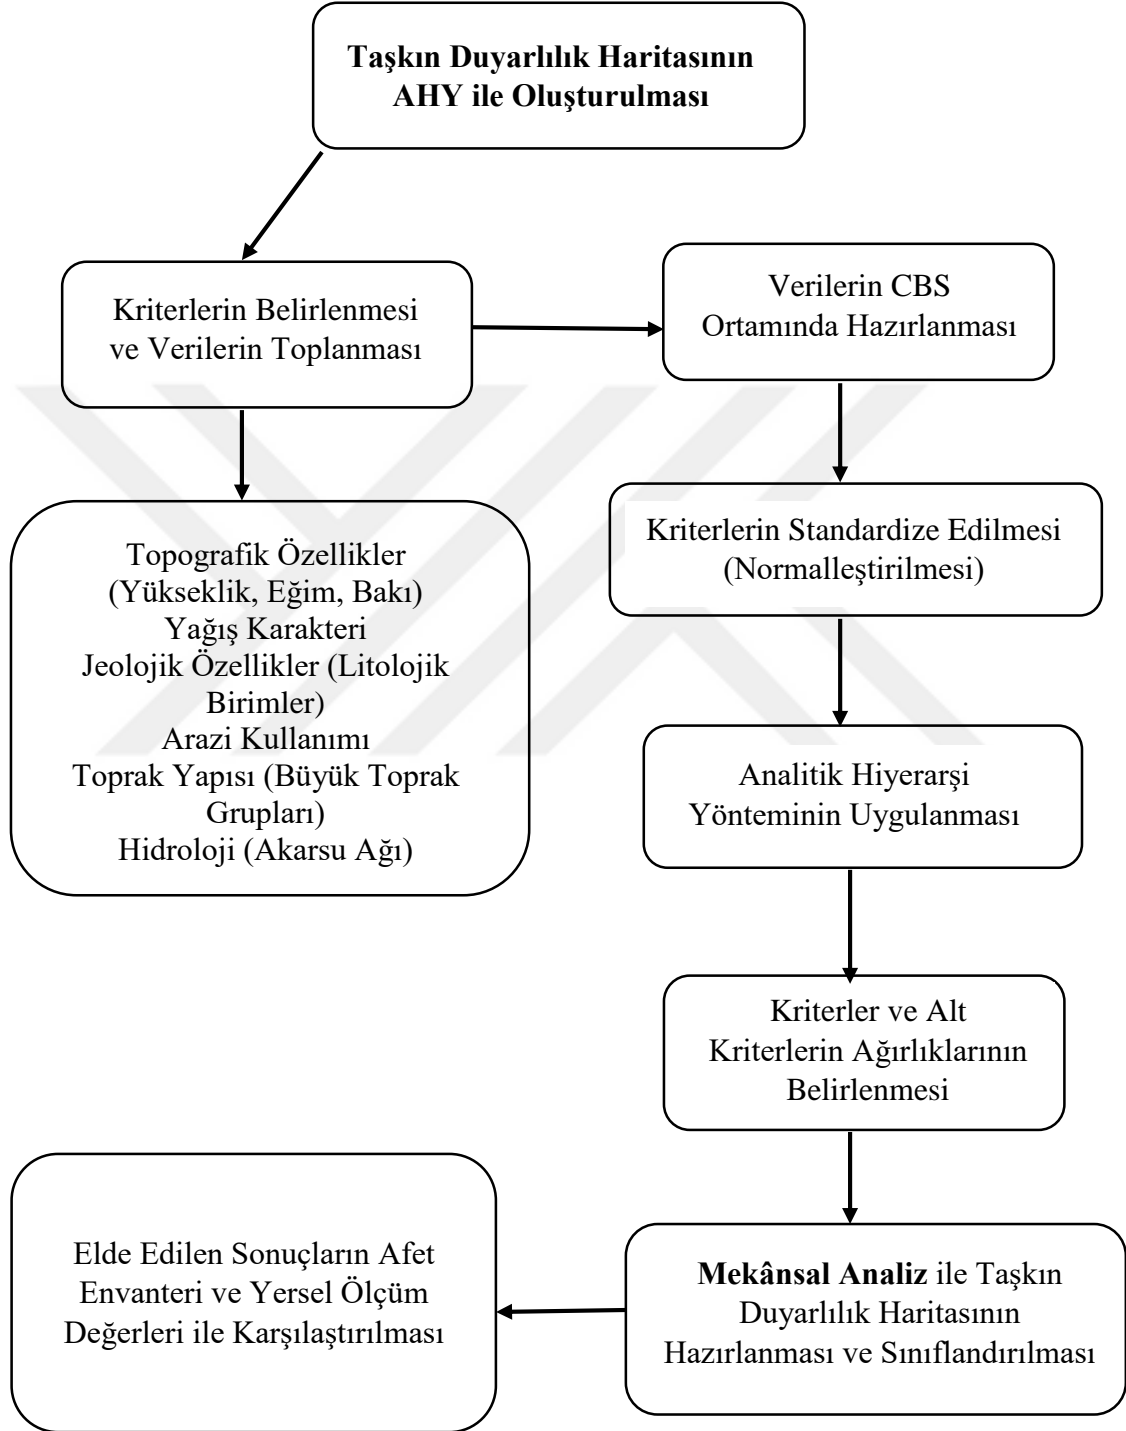 Taşkın Duyarlılık Haritasının
AHY ile Oluşturulması
Kriterlerin Belirlenmesi
ve Verilerin Toplanması
Verilerin CBS
Ortamında Hazırlanması
Topografik Özellikler
(Yükseklik, Eğim, Bakı)
Yağış Karakteri
Jeolojik Özellikler (Litolojik
Birimler)
Arazi Kullanımı
Toprak Yapısı (Büyük Toprak
Grupları)
Hidroloji (Akarsu Ağı)
Kriterlerin Standardize Edilmesi
(Normalleştirilmesi)
Analitik Hiyerarşi
Yönteminin Uygulanması
Kriterler ve Alt
Kriterlerin Ağırlıklarının
Belirlenmesi
Mekânsal Analiz ile Taşkın
Duyarlılık Haritasının
Hazırlanması ve Sınıflandırılması
Elde Edilen Sonuçların Afet
Envanteri ve Yersel Ölçüm
Değerleri ile Karşılaştırılması